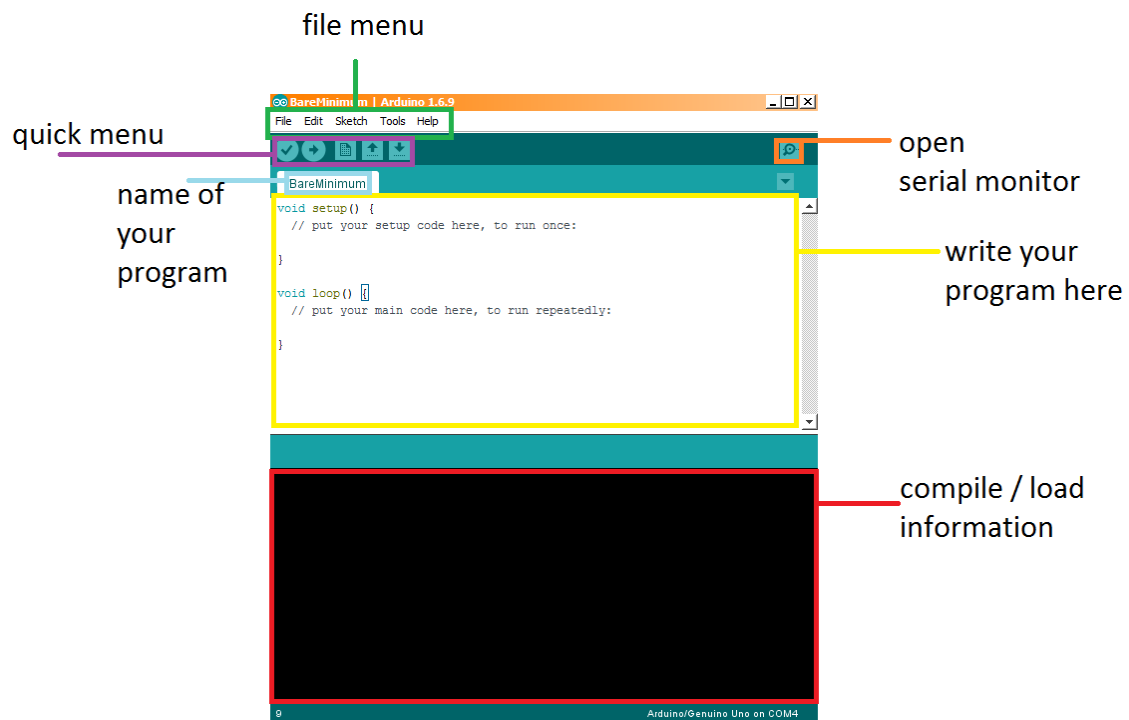 file menu
BareMinimum | Arduino 1.6.9
File Edit Sketch Tools Help
quick menu
open
serial monitor
BareMinimum
name of
your
program
void setup() {
// put your setup code here, to run once:
}
void loop() {
// put your main code here, to run repeatedly:
}
write your
program here
compile / load
information
9
Arduino/Genuino Uno on COM4